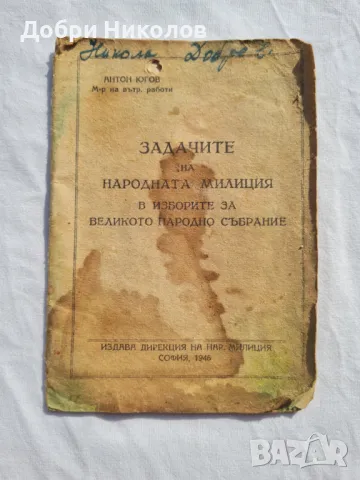 Добри Николов
Никола
АНТОН ЮГОВ
М-р на вътр. работи
ЗАДАЧИТЕ
НА
НАРОДНАТА МИЛИЦИЯ
В ИЗБОРИТЕ ЗА
ВЕЛИКОТО НАРОДНО СЪБРАНИЕ
ИЗДАВА ДИРЕКЦИЯ НА НАР. МИЛИЦИЯ
СОФИЯ, 1946
BAZAR